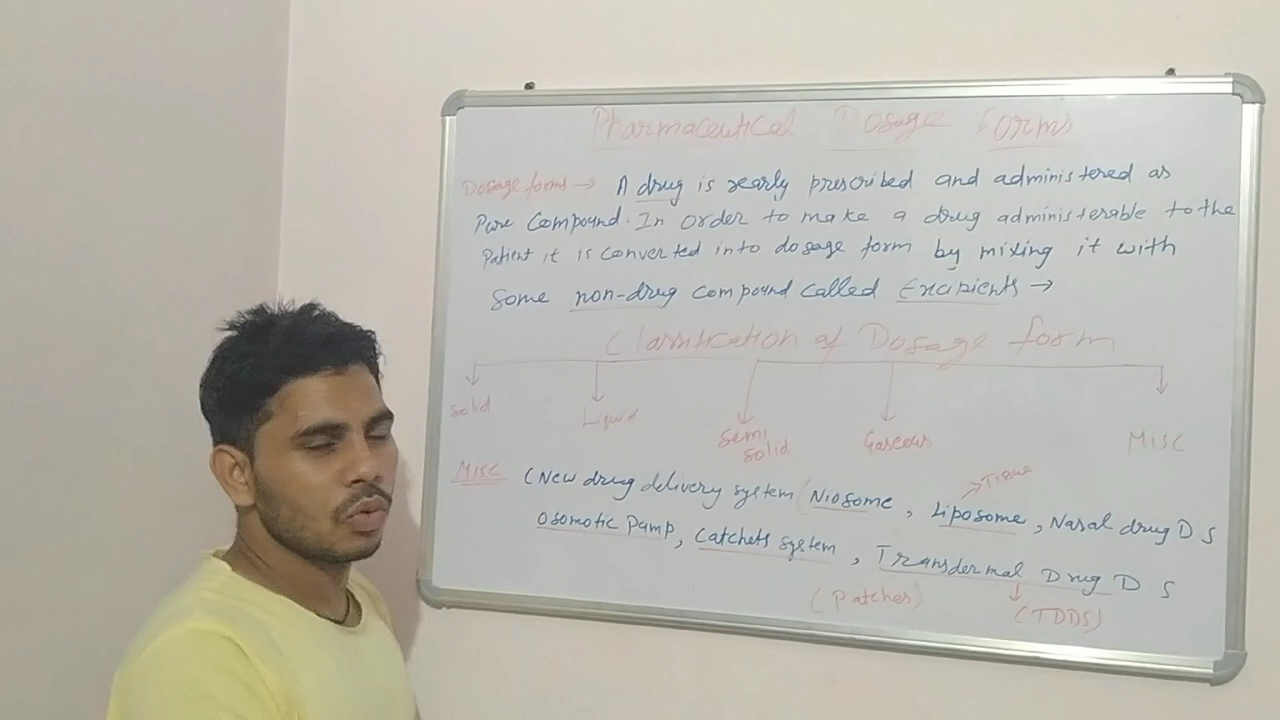 Pharmaceutical Dosage Forms
Dosage forms → A drug is rearly prescribed and administered as
Pure Compound. In order to make a drug administerable to the
Patient it is converted into dosage form by mixing it with
Some non-drug compound called Excipients →
Classification of Dosage form
Solid Liquid Semi Solid Gaseous MISC
MISC (New drug delivery system (Niosome, Liposome → Tissue, Nasal drug D S
Osomotic Pump, Catchets system, Transdermal Drug D S
(Patches) (TDDS)